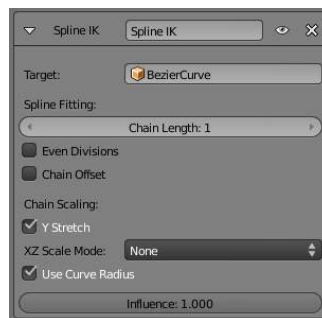 Spline IK Spline IK
Target: BezierCurve
Spline Fitting:
Chain Length: 1
Even Divisions
Chain Offset
Chain Scaling:
Y Stretch
XZ Scale Mode: None
Use Curve Radius
Influence: 1.000